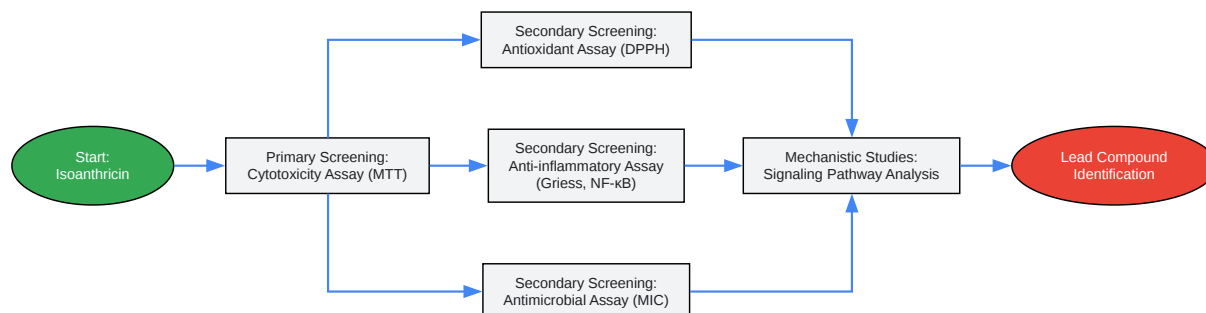 Start:
Isoanthricin
Primary Screening:
Cytotoxicity Assay (MTT)
Secondary Screening:
Antioxidant Assay (DPPH)
Secondary Screening:
Anti-inflammatory Assay
(Griess, NF-κB)
Secondary Screening:
Antimicrobial Assay (MIC)
Mechanistic Studies:
Signaling Pathway Analysis
Lead Compound
Identification